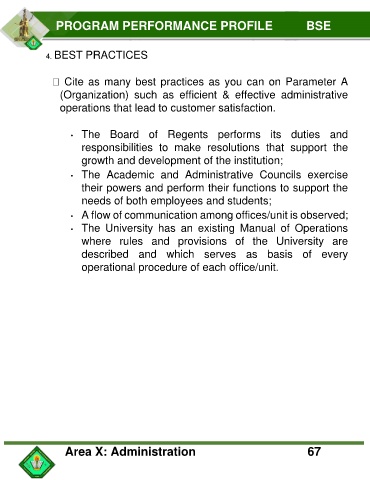 PROGRAM PERFORMANCE PROFILE BSE
4. BEST PRACTICES
Cite as many best practices as you can on Parameter A
(Organization) such as efficient & effective administrative
operations that lead to customer satisfaction.
• The Board of Regents performs its duties and
responsibilities to make resolutions that support the
growth and development of the institution;
• The Academic and Administrative Councils exercise
their powers and perform their functions to support the
needs of both employees and students;
• A flow of communication among offices/unit is observed;
• The University has an existing Manual of Operations
where rules and provisions of the University are
described and which serves as basis of every
operational procedure of each office/unit.
Area X: Administration 67